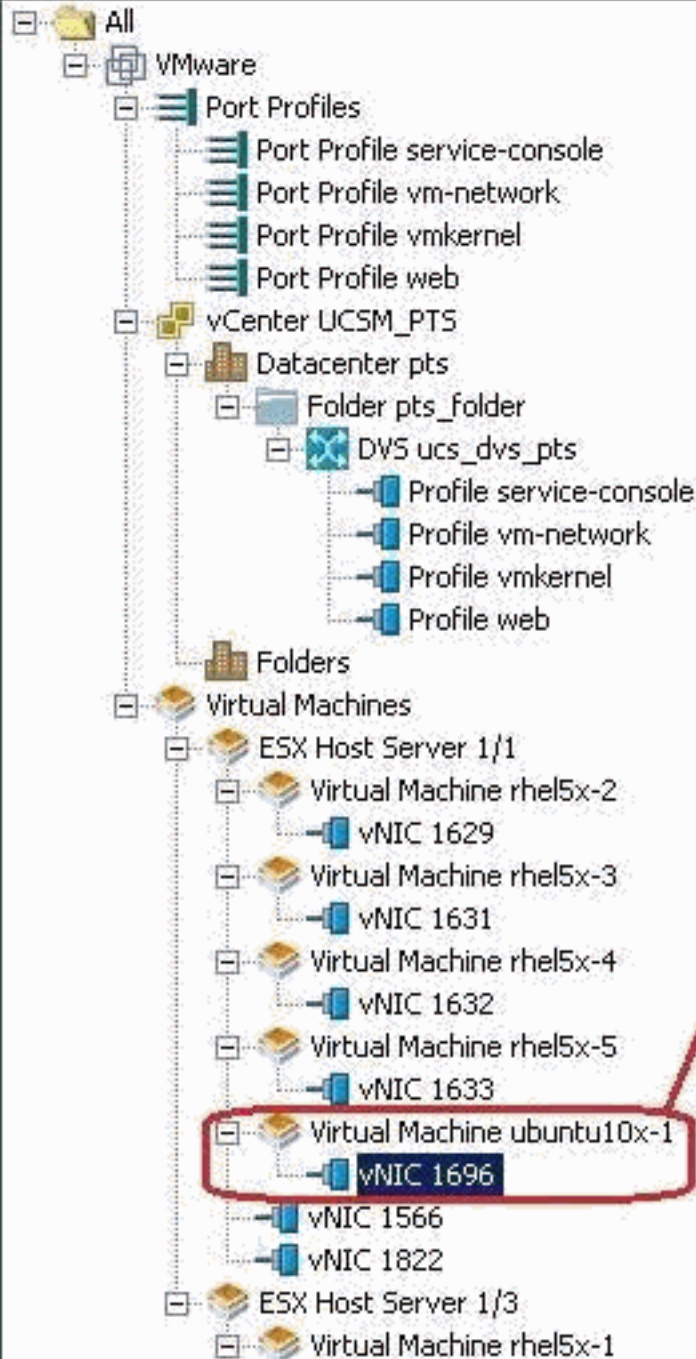 All
VMware
Port Profiles
Port Profile service-console
Port Profile vm-network
Port Profile vmkernel
Port Profile web
vCenter UCSM_PTS
Datacenter pts
Folder pts_folder
DVS ucs_dvs_pts
Profile service-console
Profile vm-network
Profile vmkernel
Profile web
Folders
Virtual Machines
ESX Host Server 1/1
Virtual Machine rhel5x-2
vNIC 1629
Virtual Machine rhel5x-3
vNIC 1631
Virtual Machine rhel5x-4
vNIC 1632
Virtual Machine rhel5x-5
vNIC 1633
Virtual Machine ubuntu10x-1
vNIC 1696
vNIC 1566
vNIC 1822
ESX Host Server 1/3
Virtual Machine rhel5x-1